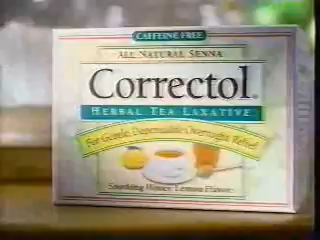 CAFFEINE FREE
ALL NATURAL SENNA
Correctol®
HERBAL TEA LAXATIVE
For Gentle, Dependable Overnight Relief
Soothing Honey Lemon Flavor